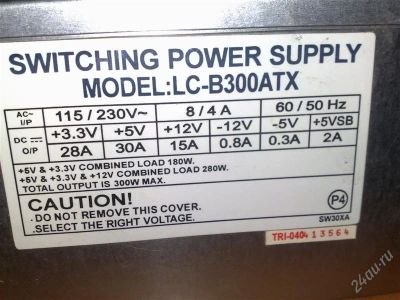 SWITCHING POWER SUPPLY
MODEL:LC-B300ATX
AC~ I/P 115 / 230V~ 8 / 4 A 60 / 50 Hz
DC O/P +3.3V +5V +12V -12V -5V +5VSB
28A 30A 15A 0.8A 0.3A 2A
+5V & +3.3V COMBINED LOAD 180W.
+5V & +3.3V & +12V COMBINED LOAD 280W.
TOTAL OUTPUT IS 300W MAX.
CAUTION!
.DO NOT REMOVE THIS COVER.
.SELECT THE RIGHT VOLTAGE.
P4
SW30XA
TRI-0404 13564
24au.ru